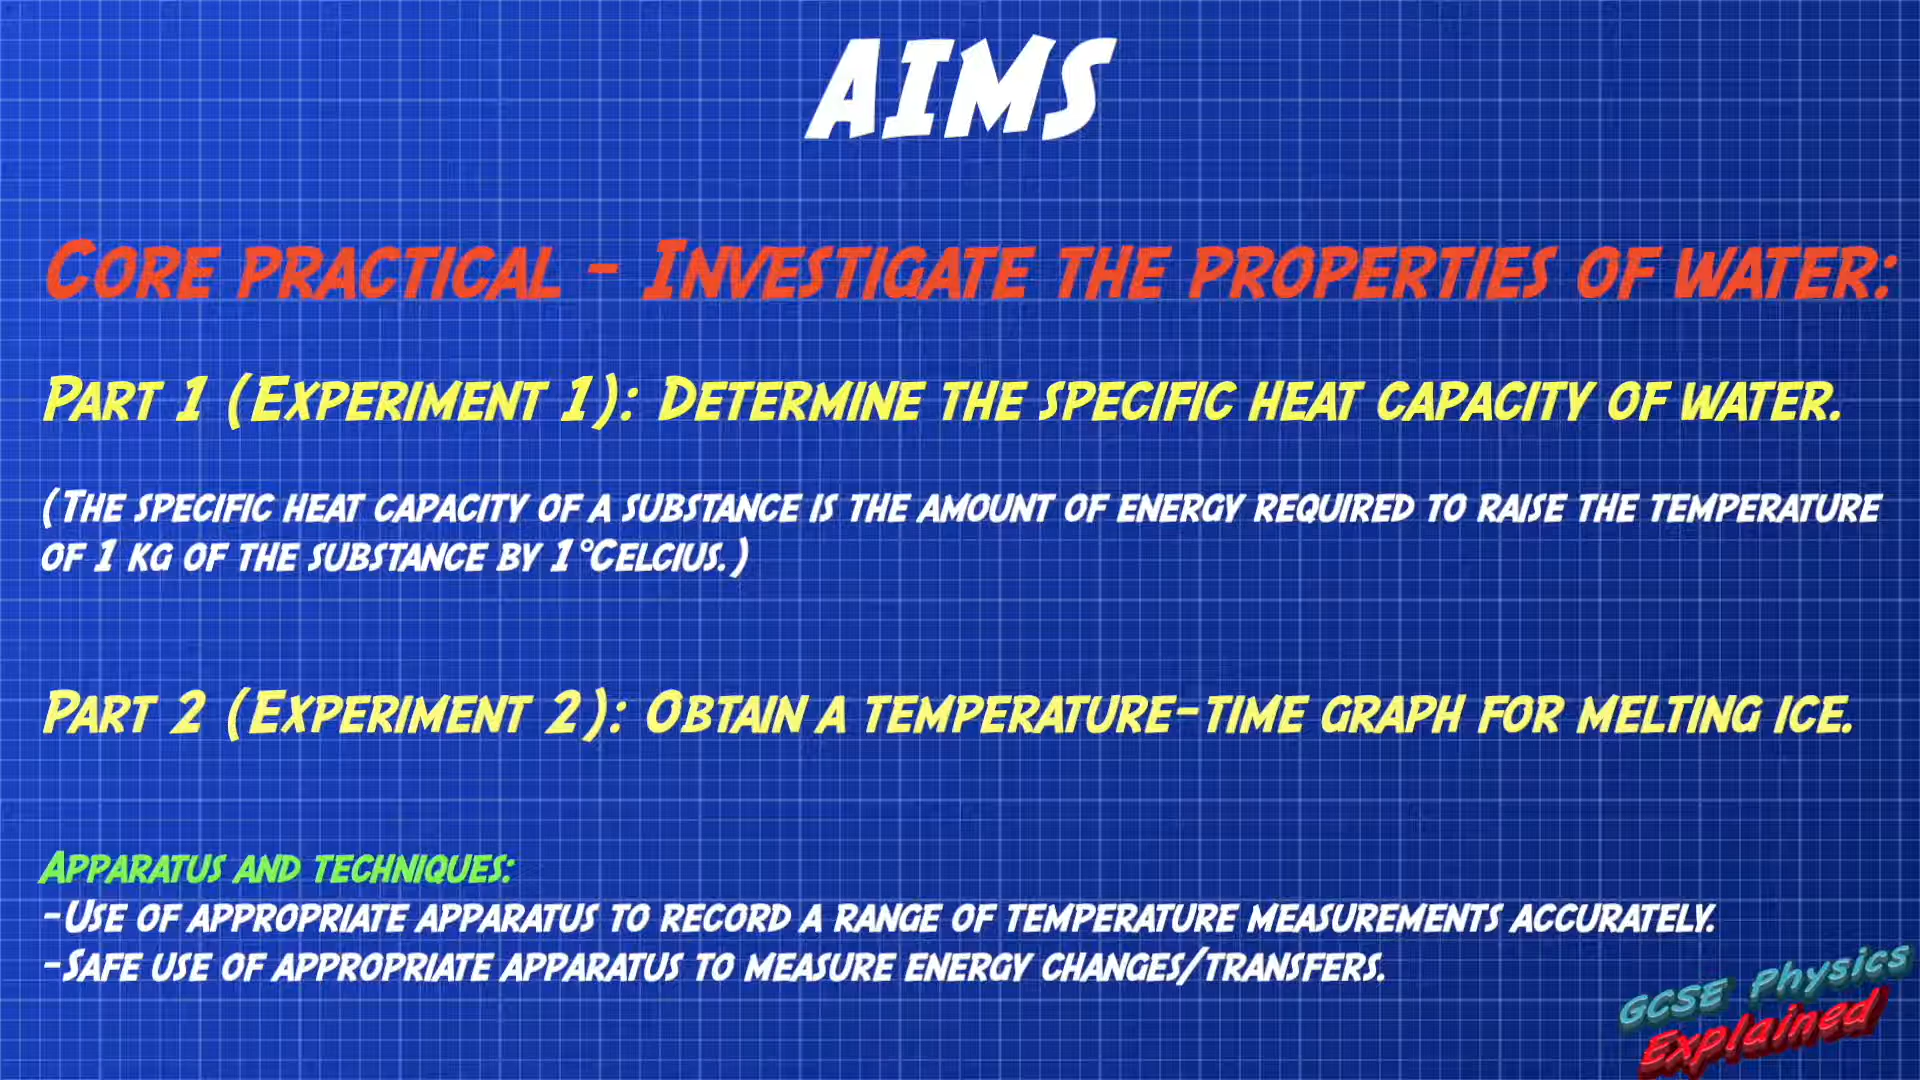 AIMS
Core practical - Investigate the properties of water:
Part 1 (Experiment 1): Determine the specific heat capacity of water.
(The specific heat capacity of a substance is the amount of energy required to raise the temperature
of 1 kg of the substance by 1°Celcius.)
Part 2 (Experiment 2): Obtain a temperature-time graph for melting ice.
Apparatus and techniques:
-Use of appropriate apparatus to record a range of temperature measurements accurately.
-Safe use of appropriate apparatus to measure energy changes/transfers.
GCSE Physics
Explained